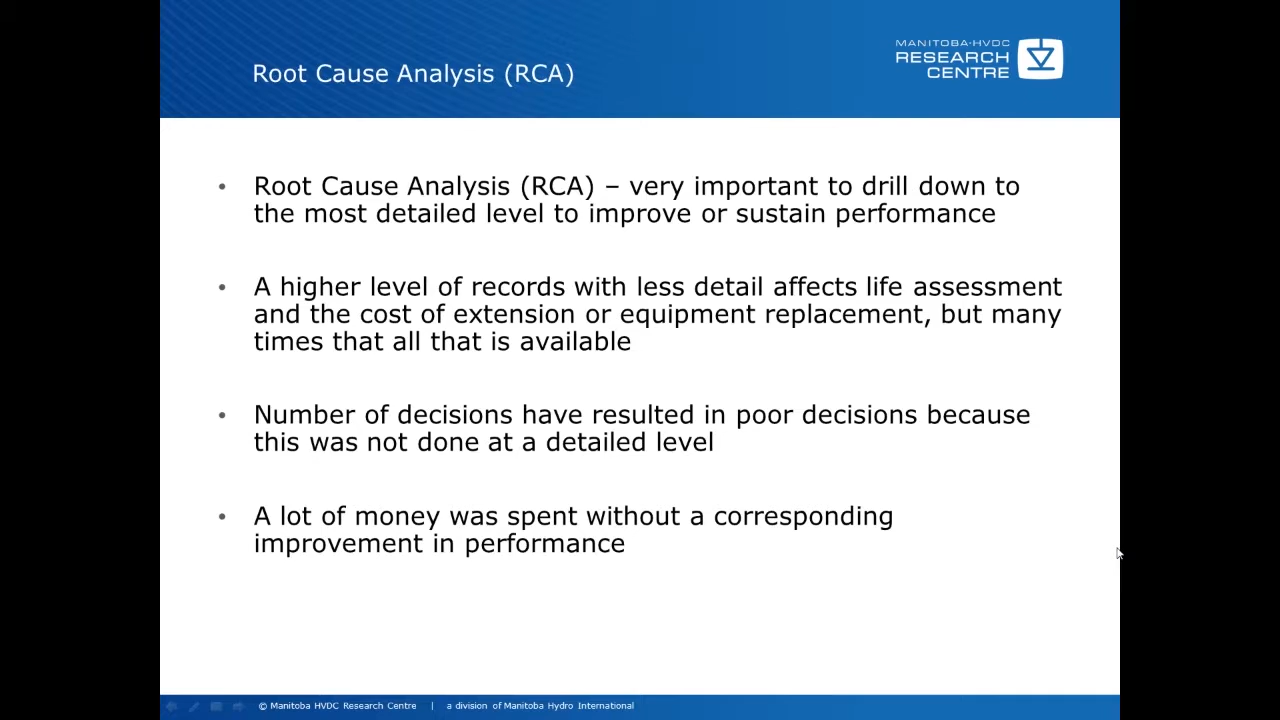 Root Cause Analysis (RCA)
MANITOBA·HVDC
RESEARCH
CENTRE
• Root Cause Analysis (RCA) – very important to drill down to
the most detailed level to improve or sustain performance
• A higher level of records with less detail affects life assessment
and the cost of extension or equipment replacement, but many
times that all that is available
• Number of decisions have resulted in poor decisions because
this was not done at a detailed level
• A lot of money was spent without a corresponding
improvement in performance
© Manitoba HVDC Research Centre | a division of Manitoba Hydro International